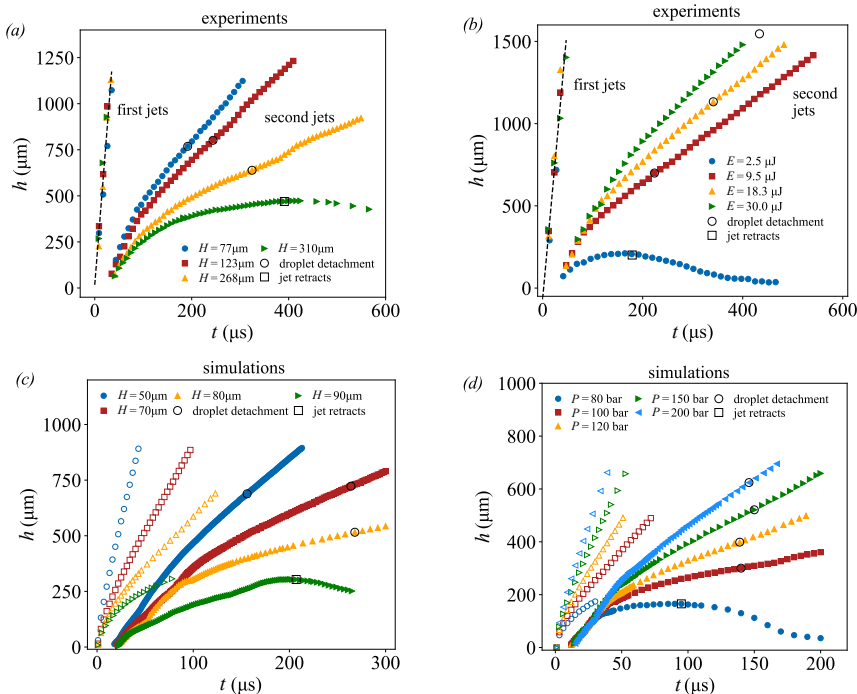 experiments
(a)
1250
1000
750
500
250
0
h (μm)
first jets
second jets
H = 77μm
H = 123μm
H = 268μm
H = 310μm
droplet detachment
jet retracts
0
200
400
600
t (μs)
experiments
(b)
1500
1000
500
0
h (μm)
first jets
second
jets
E = 2.5 μJ
E = 9.5 μJ
E = 18.3 μJ
E = 30.0 μJ
droplet detachment
jet retracts
0
200
400
600
t (μs)
simulations
(c)
H = 50μm
H = 70μm
H = 80μm
droplet detachment
H = 90μm
jet retracts
1000
750
500
250
0
h (μm)
0
100
200
300
t (μs)
simulations
(d)
1000
800
600
400
200
0
h (μm)
P = 80 bar
P = 100 bar
P = 120 bar
P = 150 bar
P = 200 bar
droplet detachment
jet retracts
0
50
100
150
200
t (μs)